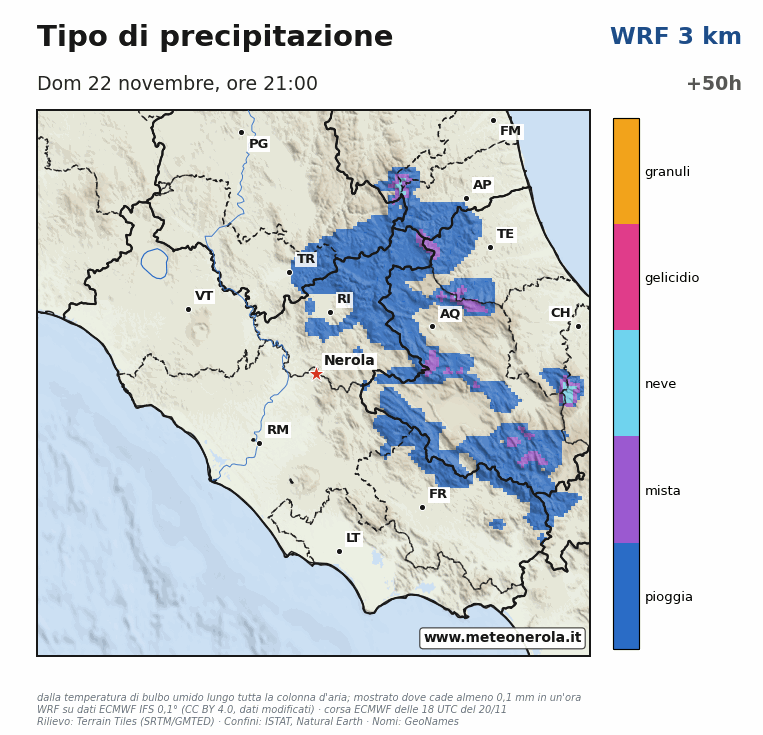 Tipo di precipitazione
WRF 3 km
Dom 22 novembre, ore 21:00
+50h
FM
PG
AP
TE
TR
VT
RI
AQ
CH
Nerola
RM
FR
LT
www.meteonerola.it
granuli
gelicidio
neve
mista
pioggia
dalla temperatura di bulbo umido lungo tutta la colonna d'aria; mostrato dove cade almeno 0,1 mm in un'ora
WRF su dati ECMWF IFS 0,1° (CC BY 4.0, dati modificati) · corsa ECMWF delle 18 UTC del 20/11
Rilievo: Terrain Tiles (SRTM/GMTED) · Confini: ISTAT, Natural Earth · Nomi: GeoNames